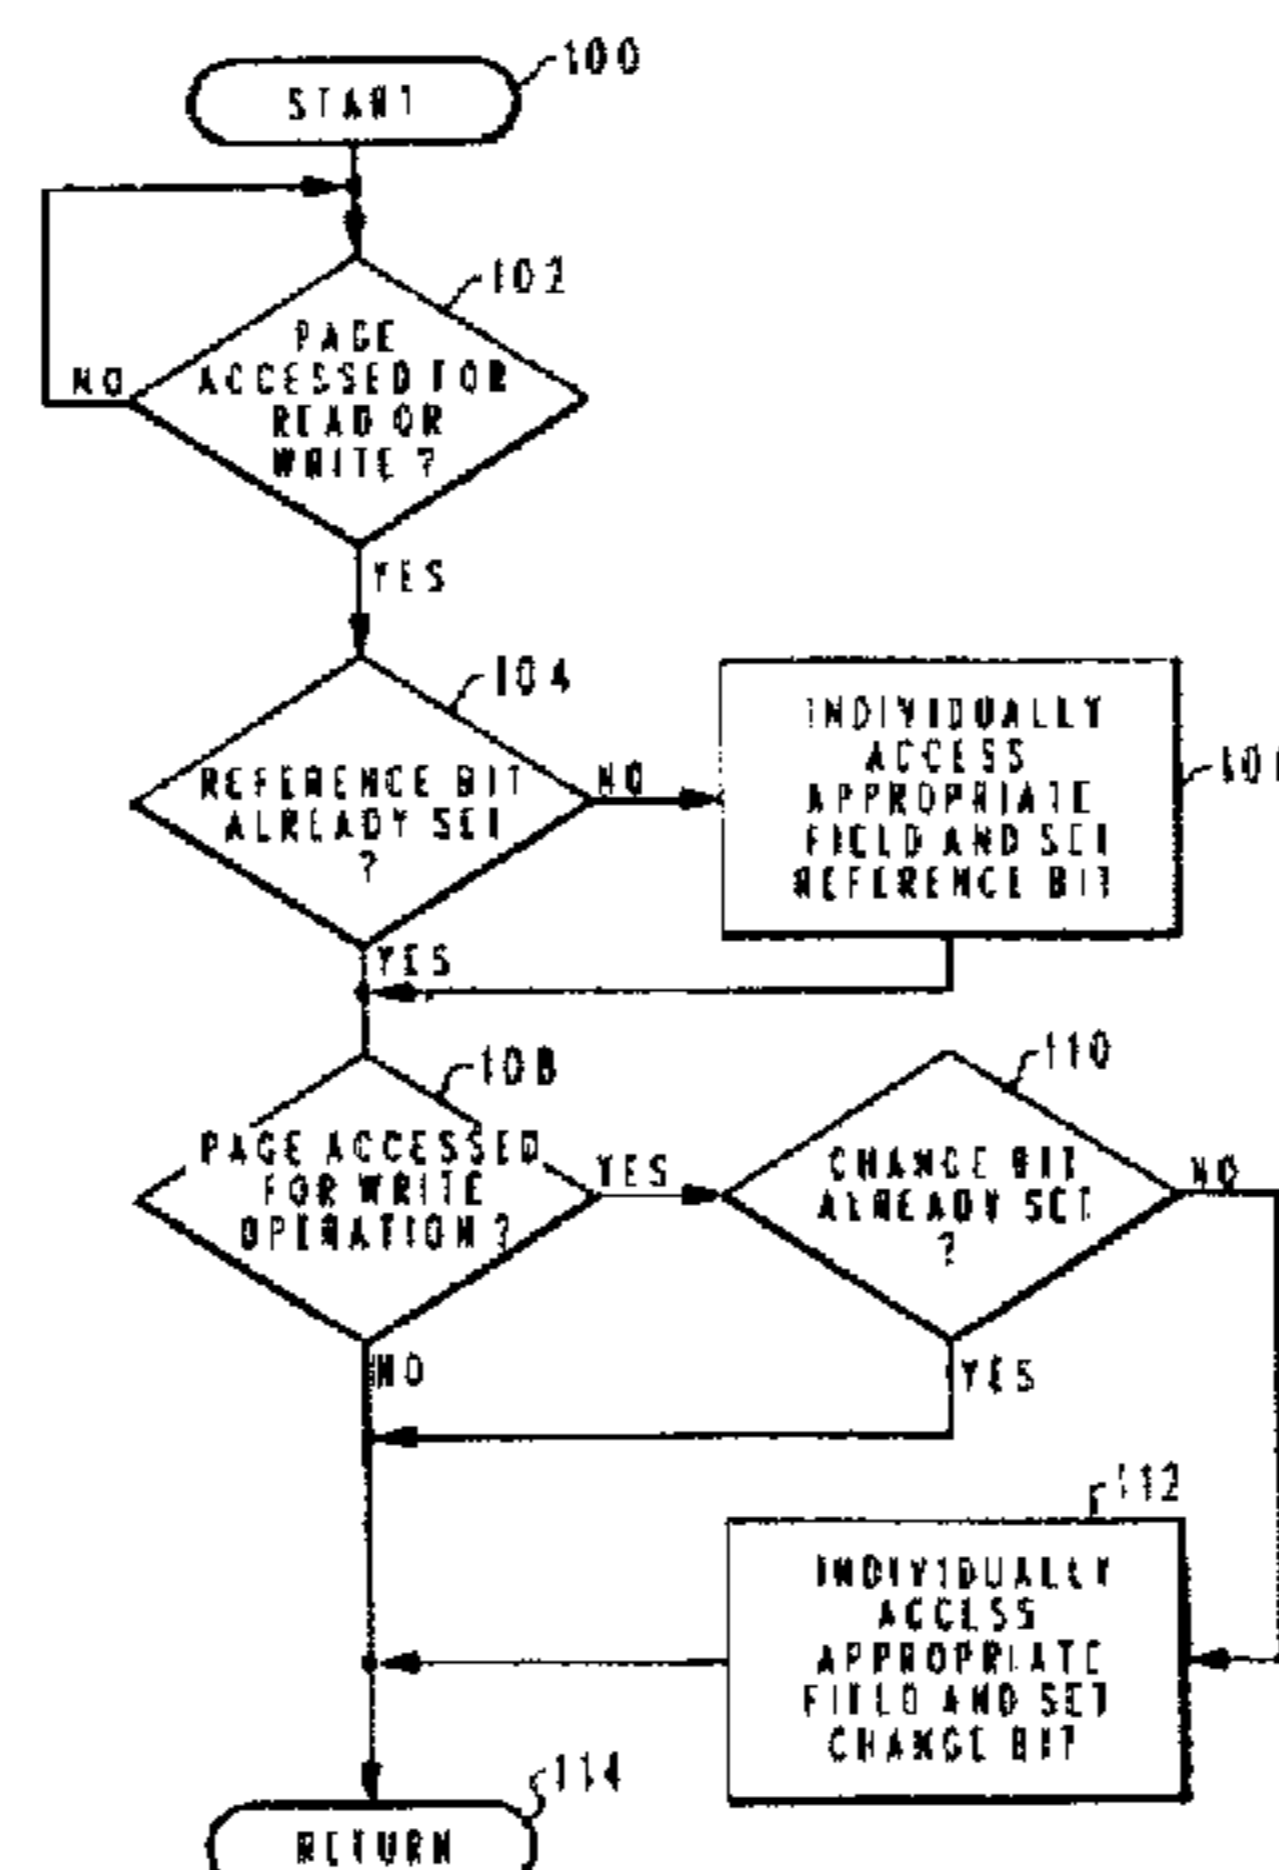 100
START
102
PAGE
ACCESSED FOR
READ OR
WRITE ?
NO
YES
104
REFERENCE BIT
ALREADY SET
?
NO
INDIVIDUALLY
ACCESS
APPROPRIATE
FIELD AND SET
REFERENCE BIT
YES
108
PAGE ACCESSED
FOR WRITE
OPERATION ?
YES
110
CHANGE BIT
ALREADY SET
?
NO
NO
YES
112
INDIVIDUALLY
ACCESS
APPROPRIATE
FIELD AND SET
CHANGE BIT
114
RETURN